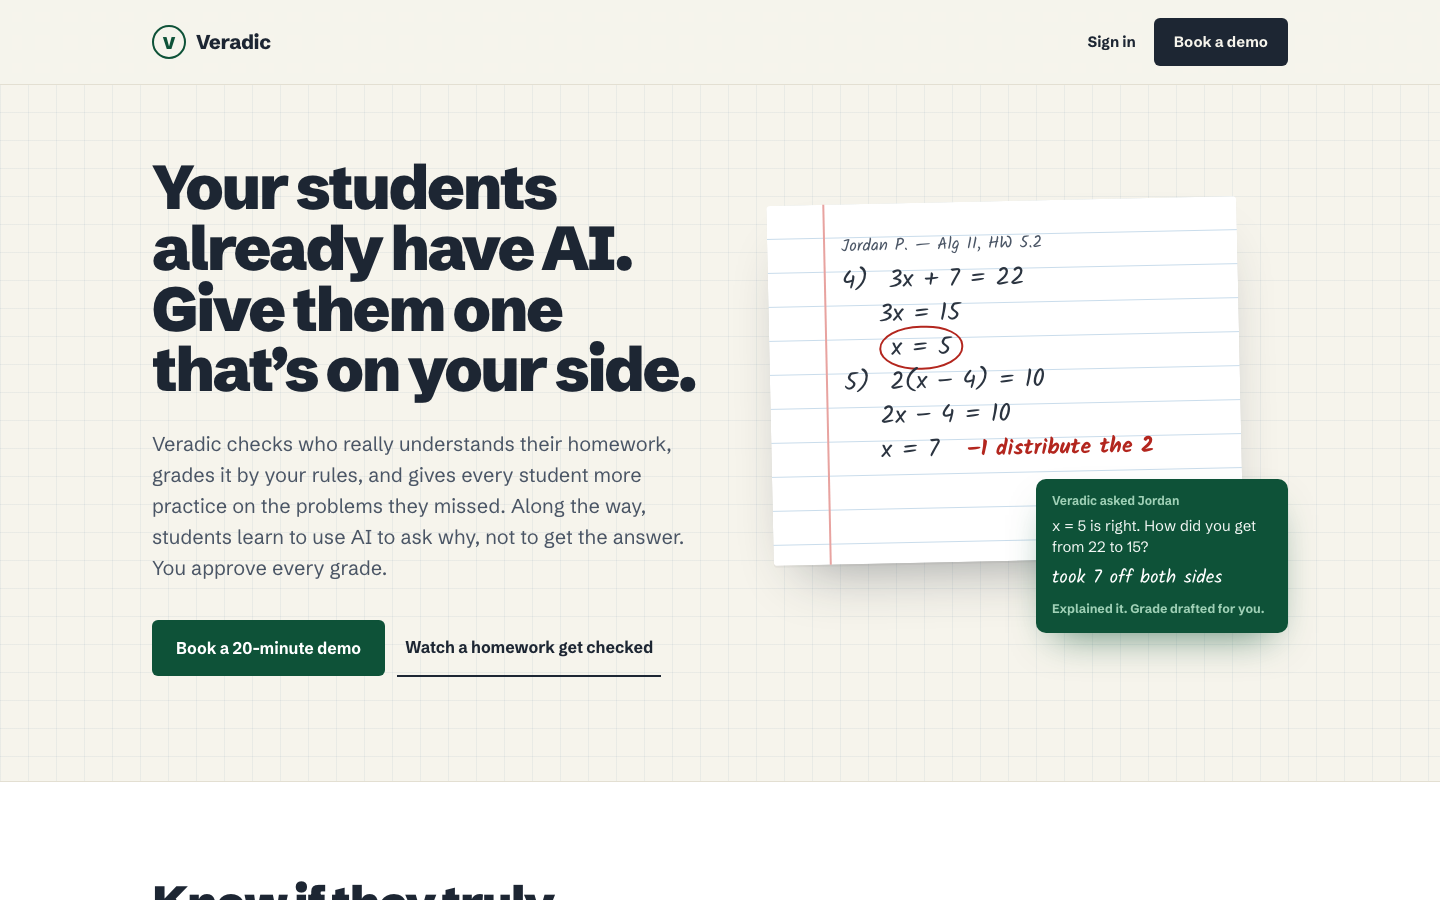 V Veradic
Sign in
Book a demo
Your students
already have AI.
Give them one
that’s on your side.
Veradic checks who really understands their homework,
grades it by your rules, and gives every student more
practice on the problems they missed. Along the way,
students learn to use AI to ask why, not to get the answer.
You approve every grade.
Book a 20-minute demo
Watch a homework get checked
Jordan P. — Alg II, HW 5.2
4) 3x + 7 = 22
3x = 15
x = 5
5) 2(x − 4) = 10
2x − 4 = 10
x = 7 −1 distribute the 2
Veradic asked Jordan
x = 5 is right. How did you get
from 22 to 15?
took 7 off both sides
Explained it. Grade drafted for you.
Know if they truly